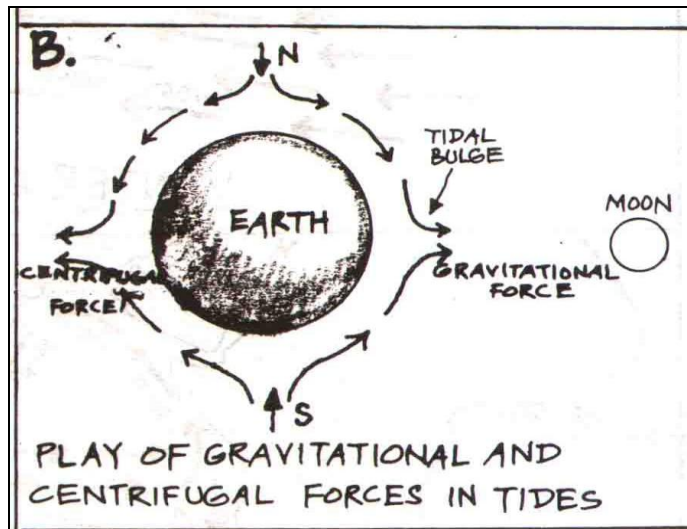 B.
N
TIDAL
BULGE
MOON
EARTH
CENTRIFUGAL
FORCE
GRAVITATIONAL
FORCE
S
PLAY OF GRAVITATIONAL AND
CENTRIFUGAL FORCES IN TIDES